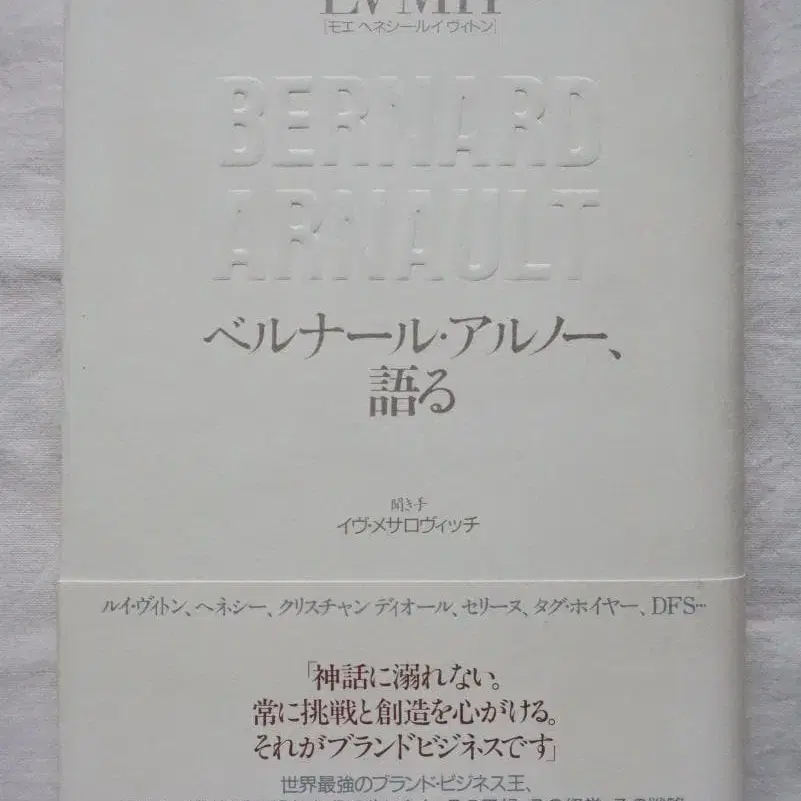 LVMH
[モエ ヘネシー・ルイ ヴィトン]
BERNARD
ARNAULT
ベルナール・アルノー、
語る
聞き手
イヴ・メサロヴィッチ
ルイ・ヴィトン、ヘネシー、クリスチャン ディオール、セリーヌ、タグ・ホイヤー、DFS…
「神話に溺れない。
常に挑戦と創造を心がける。
それがブランドビジネスです」
世界最強のブランド・ビジネス王、